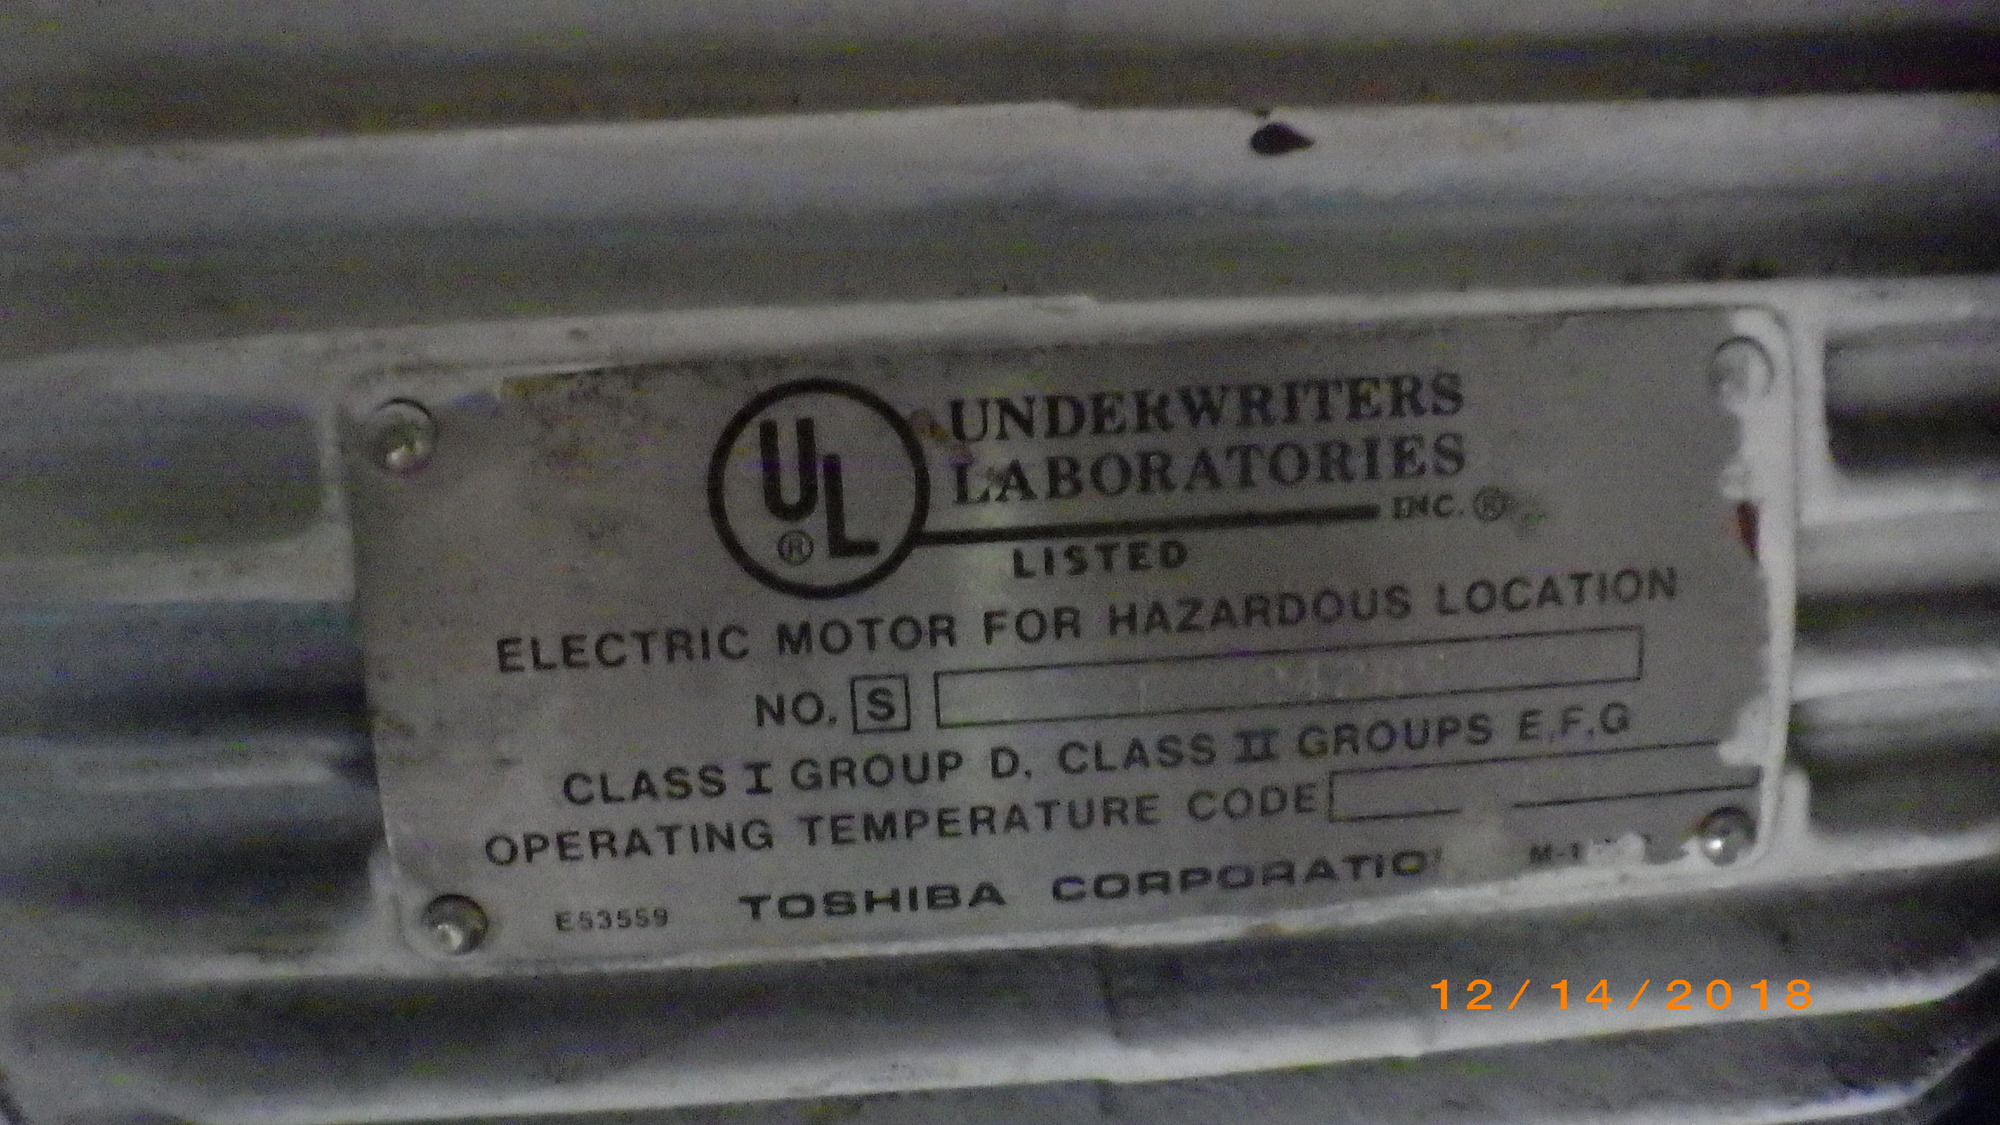 UL®
UNDERWRITERS
LABORATORIES
INC.®
LISTED
ELECTRIC MOTOR FOR HAZARDOUS LOCATION
NO. S
CLASS I GROUP D, CLASS II GROUPS E,F,G
OPERATING TEMPERATURE CODE
E53559 TOSHIBA CORPORATIO
12/14/2018